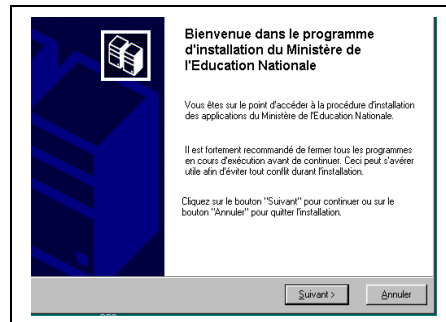 Bienvenue dans le programme
d'installation du Ministère de
l'Education Nationale
Vous êtes sur le point d'accéder à la procédure d'installation
des applications du Ministère de l'Education Nationale.
Il est fortement recommandé de fermer tous les programmes
en cours d'exécution avant de continuer. Ceci peut s'avérer
utile afin d'éviter tout conflit durant l'installation.
Cliquez sur le bouton "Suivant" pour continuer ou sur le
bouton "Annuler" pour quitter l'installation.
Suivant >
Annuler